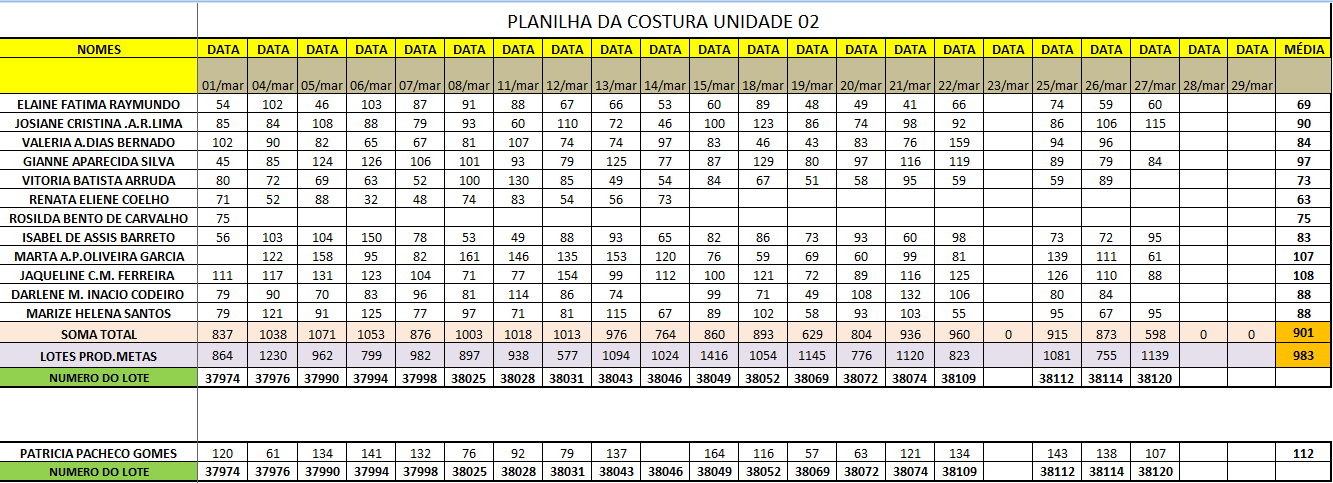 PLANILHA DA COSTURA UNIDADE 02
NOMES DATA DATA DATA DATA DATA DATA DATA DATA DATA DATA DATA DATA DATA DATA DATA DATA DATA DATA DATA DATA DATA DATA MÉDIA
01/mar 04/mar 05/mar 06/mar 07/mar 08/mar 11/mar 12/mar 13/mar 14/mar 15/mar 18/mar 19/mar 20/mar 21/mar 22/mar 23/mar 25/mar 26/mar 27/mar 28/mar 29/mar
ELAINE FATIMA RAYMUNDO 54 102 46 103 87 91 88 67 66 53 60 89 48 49 41 66 74 59 60 69
JOSIANE CRISTINA .A.R.LIMA 85 84 108 88 79 93 60 110 72 46 100 123 86 74 98 92 86 106 115 90
VALERIA A.DIAS BERNADO 102 90 82 65 67 81 107 74 74 97 83 46 43 83 76 159 94 96 84
GIANNE APARECIDA SILVA 45 85 124 126 106 101 93 79 125 77 87 129 80 97 116 119 89 79 84 97
VITORIA BATISTA ARRUDA 80 72 69 63 52 100 130 85 49 54 84 67 51 58 95 59 59 89 73
RENATA ELIENE COELHO 71 52 88 32 48 74 83 54 56 73 63
ROSILDA BENTO DE CARVALHO 75 75
ISABEL DE ASSIS BARRETO 56 103 104 150 78 53 49 88 93 65 82 86 73 93 60 98 73 72 95 83
MARTA A.P.OLIVEIRA GARCIA 122 158 95 82 161 146 135 153 120 76 59 69 60 99 81 139 111 61 107
JAQUELINE C.M. FERREIRA 111 117 131 123 104 71 77 154 99 112 100 121 72 89 116 125 126 110 88 108
DARLENE M. INACIO CODEIRO 79 90 70 83 96 81 114 86 74 99 71 49 108 132 106 80 84 88
MARIZE HELENA SANTOS 79 121 91 125 77 97 71 81 115 67 89 102 58 93 103 55 95 67 95 88
SOMA TOTAL 837 1038 1071 1053 876 1003 1018 1013 976 764 860 893 629 804 936 960 0 915 873 598 0 0 901
LOTES PROD.METAS 864 1230 962 799 982 897 938 577 1094 1024 1416 1054 1145 776 1120 823 1081 755 1139 983
NUMERO DO LOTE 37974 37976 37990 37994 37998 38025 38028 38031 38043 38046 38049 38052 38069 38072 38074 38109 38112 38114 38120
PATRICIA PACHECO GOMES 120 61 134 141 132 76 92 79 137 164 116 57 63 121 134 143 138 107 112
NUMERO DO LOTE 37974 37976 37990 37994 37998 38025 38028 38031 38043 38046 38049 38052 38069 38072 38074 38109 38112 38114 38120